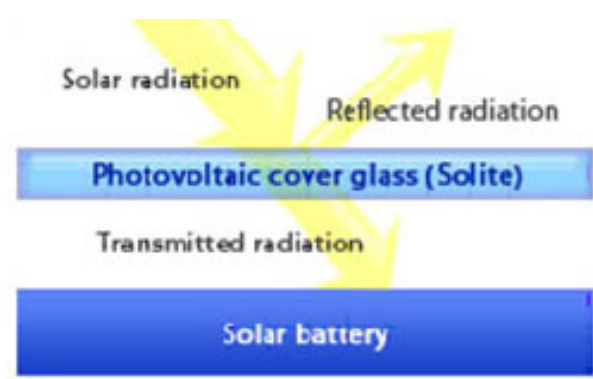 Solar radiation
Reflected radiation
Photovoltaic cover glass (Solite)
Transmitted radiation
Solar battery